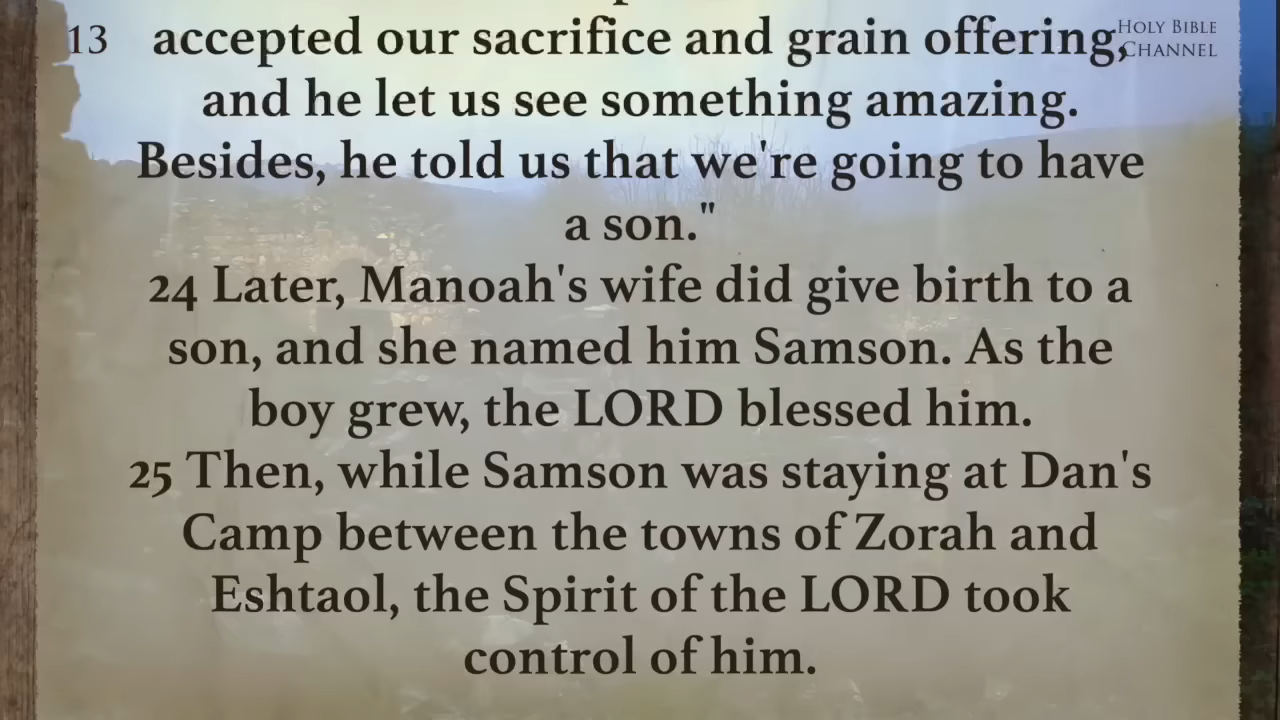 13 accepted our sacrifice and grain offering,
HOLY BIBLE
CHANNEL
and he let us see something amazing.
Besides, he told us that we're going to have
a son."
24 Later, Manoah's wife did give birth to a
son, and she named him Samson. As the
boy grew, the LORD blessed him.
25 Then, while Samson was staying at Dan's
Camp between the towns of Zorah and
Eshtaol, the Spirit of the LORD took
control of him.